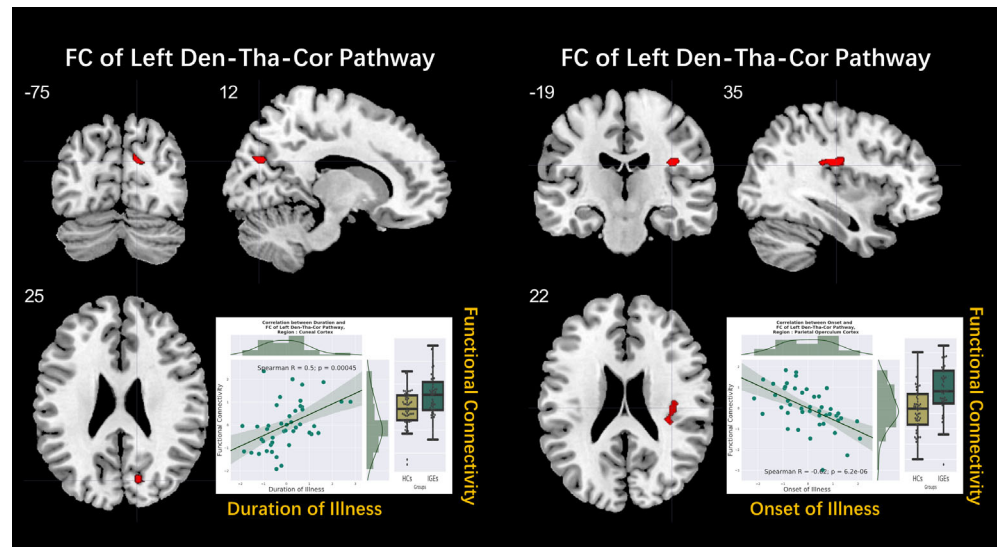 FC of Left Den-Tha-Cor Pathway
-75
12
25
Correlation between Duration and
FC of Left Den-Tha-Cor Pathway,
Region : Cuneal Cortex
Spearman R = 0.5; p = 0.00045
Functional Connectivity
Duration of Illness
HCs
IGEs
Groups
Functional Connectivity
Duration of Illness
FC of Left Den-Tha-Cor Pathway
-19
35
22
Correlation between Onset and
FC of Left Den-Tha-Cor Pathway,
Region : Parietal Operculum Cortex
Spearman R = -0.62; p = 6.2e-06
Functional Connectivity
Onset of Illness
HCs
IGEs
Groups
Functional Connectivity
Onset of Illness